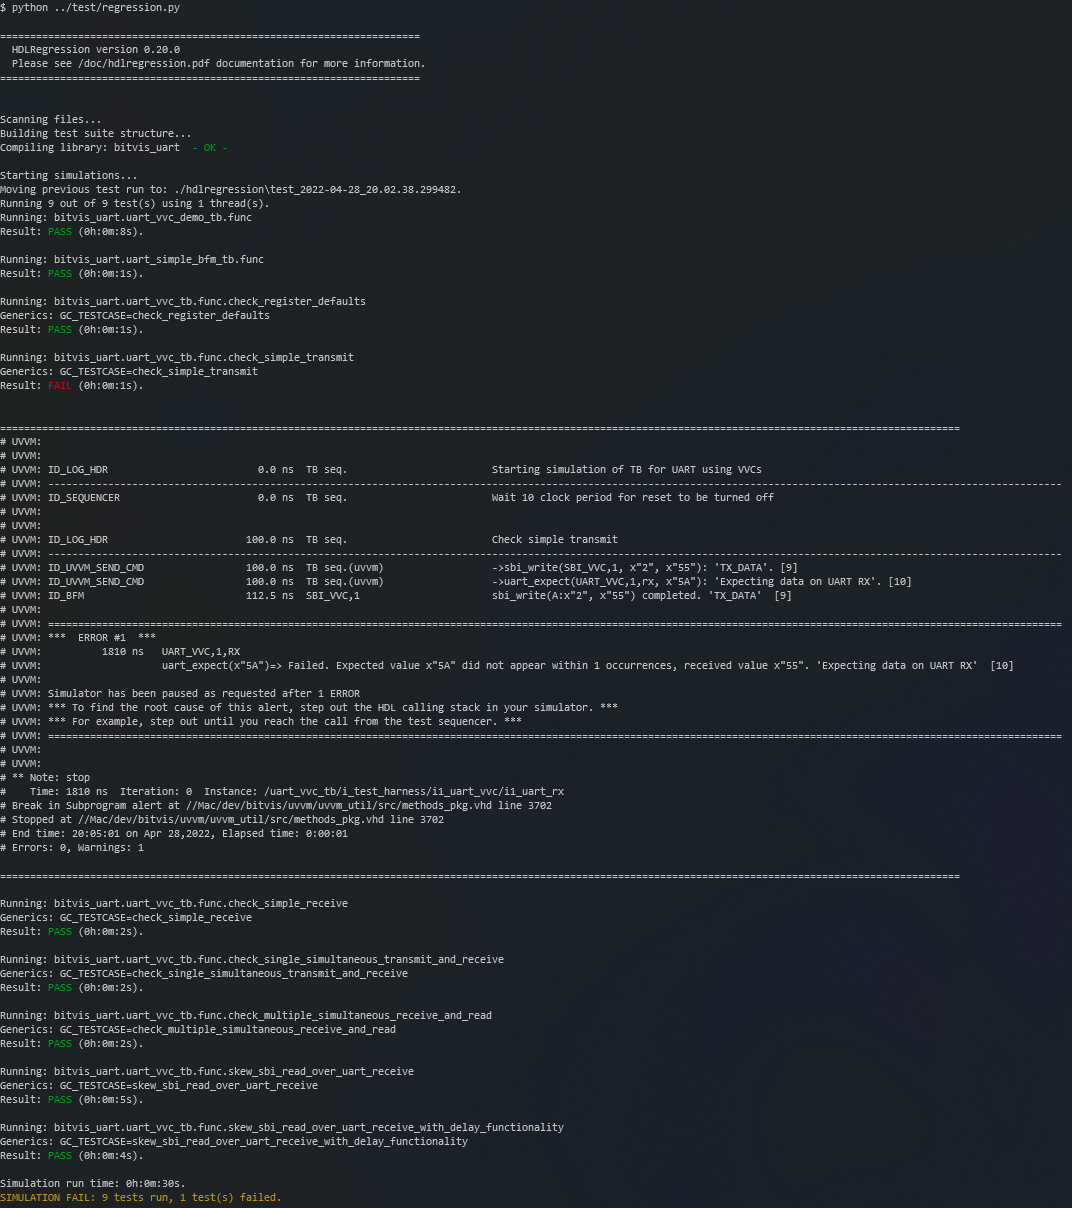 $ python ../test/regression.py
======================================================================
HDLRegression version 0.20.0
Please see /doc/hdlregression.pdf documentation for more information.
======================================================================
Scanning files...
Building test suite structure...
Compiling library: bitvis_uart  - OK -
Starting simulations...
Moving previous test run to: ./hdlregression\test_2022-04-28_20.02.38.299482.
Running 9 out of 9 test(s) using 1 thread(s).
Running: bitvis_uart.uart_vvc_demo_tb.func
Result: PASS (0h:0m:8s).
Running: bitvis_uart.uart_simple_bfm_tb.func
Result: PASS (0h:0m:1s).
Running: bitvis_uart.uart_vvc_tb.func.check_register_defaults
Generics: GC_TESTCASE=check_register_defaults
Result: PASS (0h:0m:1s).
Running: bitvis_uart.uart_vvc_tb.func.check_simple_transmit
Generics: GC_TESTCASE=check_simple_transmit
Result: FAIL (0h:0m:1s).
================================================================================================================================================================
# UVVM:
# UVVM:
# UVVM: ID_LOG_HDR                         0.0 ns  TB seq.                        Starting simulation of TB for UART using VVCs
# UVVM: -------------------------------------------------------------------------------------------------------------------------------------------------------------------------
# UVVM: ID_SEQUENCER                       0.0 ns  TB seq.                        Wait 10 clock period for reset to be turned off
# UVVM:
# UVVM:
# UVVM: ID_LOG_HDR                       100.0 ns  TB seq.                        Check simple transmit
# UVVM: -------------------------------------------------------------------------------------------------------------------------------------------------------------------------
# UVVM: ID_UVVM_SEND_CMD                 100.0 ns  TB seq.(uvvm)                  ->sbi_write(SBI_VVC,1, x"2", x"55"): 'TX_DATA'. [9]
# UVVM: ID_UVVM_SEND_CMD                 100.0 ns  TB seq.(uvvm)                  ->uart_expect(UART_VVC,1,rx, x"5A"): 'Expecting data on UART RX'. [10]
# UVVM: ID_BFM                           112.5 ns  SBI_VVC,1                      sbi_write(A:x"2", x"55") completed. 'TX_DATA'  [9]
# UVVM:
# UVVM: =========================================================================================================================================================================
# UVVM: ***  ERROR #1  ***
# UVVM:          1810 ns   UART_VVC,1,RX
# UVVM:                    uart_expect(x"5A")=> Failed. Expected value x"5A" did not appear within 1 occurrences, received value x"55". 'Expecting data on UART RX'  [10]
# UVVM:
# UVVM: Simulator has been paused as requested after 1 ERROR
# UVVM: *** To find the root cause of this alert, step out the HDL calling stack in your simulator. ***
# UVVM: *** For example, step out until you reach the call from the test sequencer. ***
# UVVM: =========================================================================================================================================================================
# UVVM:
# UVVM:
# ** Note: stop
#    Time: 1810 ns  Iteration: 0  Instance: /uart_vvc_tb/i_test_harness/i1_uart_vvc/i1_uart_rx
# Break in Subprogram alert at //Mac/dev/bitvis/uvvm/uvvm_util/src/methods_pkg.vhd line 3702
# Stopped at //Mac/dev/bitvis/uvvm/uvvm_util/src/methods_pkg.vhd line 3702
# End time: 20:05:01 on Apr 28,2022, Elapsed time: 0:00:01
# Errors: 0, Warnings: 1
================================================================================================================================================================
Running: bitvis_uart.uart_vvc_tb.func.check_simple_receive
Generics: GC_TESTCASE=check_simple_receive
Result: PASS (0h:0m:2s).
Running: bitvis_uart.uart_vvc_tb.func.check_single_simultaneous_transmit_and_receive
Generics: GC_TESTCASE=check_single_simultaneous_transmit_and_receive
Result: PASS (0h:0m:2s).
Running: bitvis_uart.uart_vvc_tb.func.check_multiple_simultaneous_receive_and_read
Generics: GC_TESTCASE=check_multiple_simultaneous_receive_and_read
Result: PASS (0h:0m:2s).
Running: bitvis_uart.uart_vvc_tb.func.skew_sbi_read_over_uart_receive
Generics: GC_TESTCASE=skew_sbi_read_over_uart_receive
Result: PASS (0h:0m:5s).
Running: bitvis_uart.uart_vvc_tb.func.skew_sbi_read_over_uart_receive_with_delay_functionality
Generics: GC_TESTCASE=skew_sbi_read_over_uart_receive_with_delay_functionality
Result: PASS (0h:0m:4s).
Simulation run time: 0h:0m:30s.
SIMULATION FAIL: 9 tests run, 1 test(s) failed.